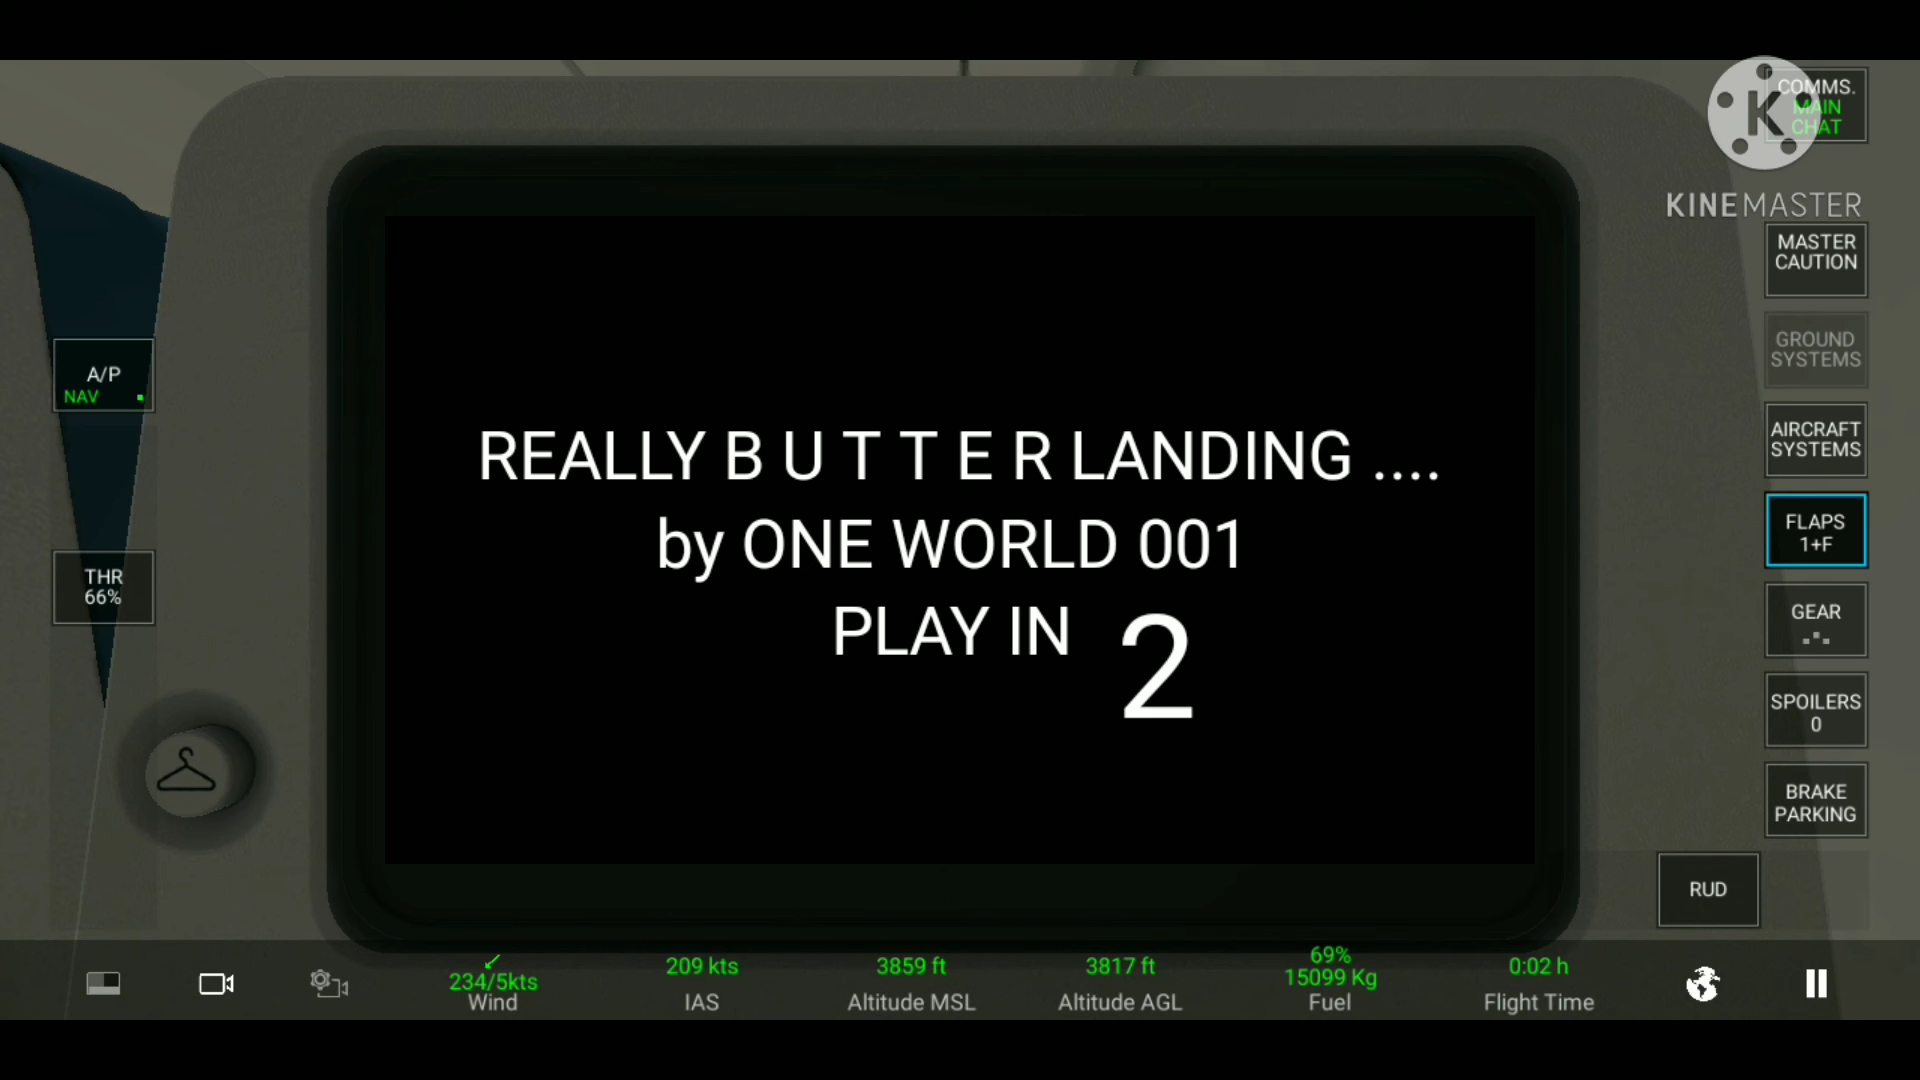 COMMS.
MAIN
CHAT
K
KINEMASTER
MASTER
CAUTION
GROUND
SYSTEMS
A/P
NAV
AIRCRAFT
SYSTEMS
REALLY B U T T E R LANDING ....
by ONE WORLD 001
PLAY IN 2
FLAPS
1+F
THR
66%
GEAR
SPOILERS
0
BRAKE
PARKING
RUD
234/5kts
Wind
209 kts
IAS
3859 ft
Altitude MSL
3817 ft
Altitude AGL
69%
15099 Kg
Fuel
0:02 h
Flight Time